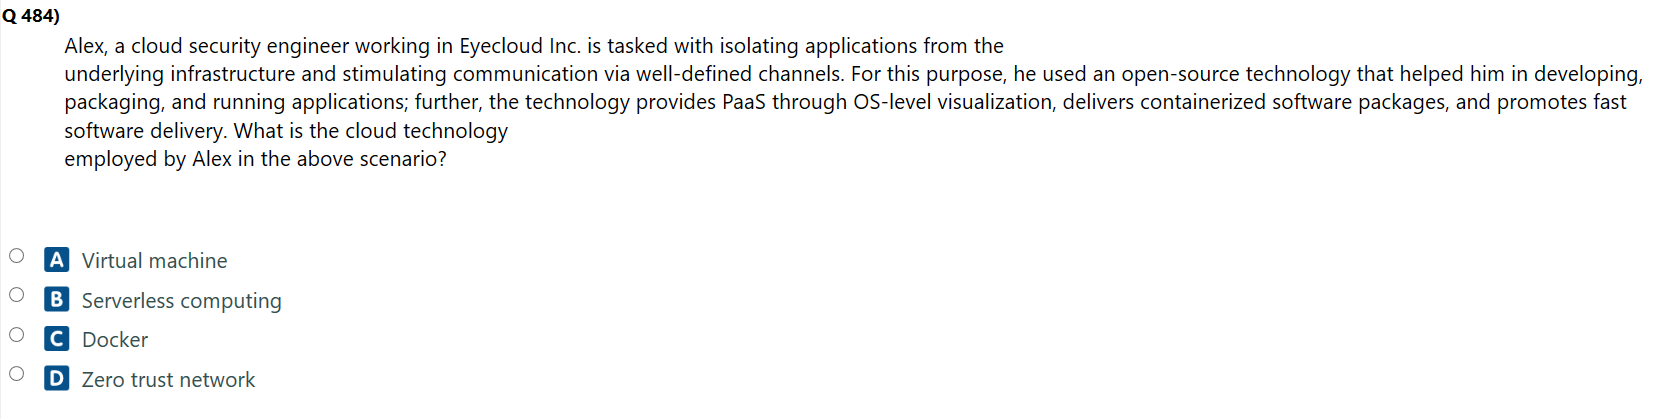 Q 484)
Alex, a cloud security engineer working in Eyecloud Inc. is tasked with isolating applications from the
underlying infrastructure and stimulating communication via well-defined channels. For this purpose, he used an open-source technology that helped him in developing,
packaging, and running applications; further, the technology provides PaaS through OS-level visualization, delivers containerized software packages, and promotes fast
software delivery. What is the cloud technology
employed by Alex in the above scenario?
A Virtual machine
B Serverless computing
C Docker
D Zero trust network